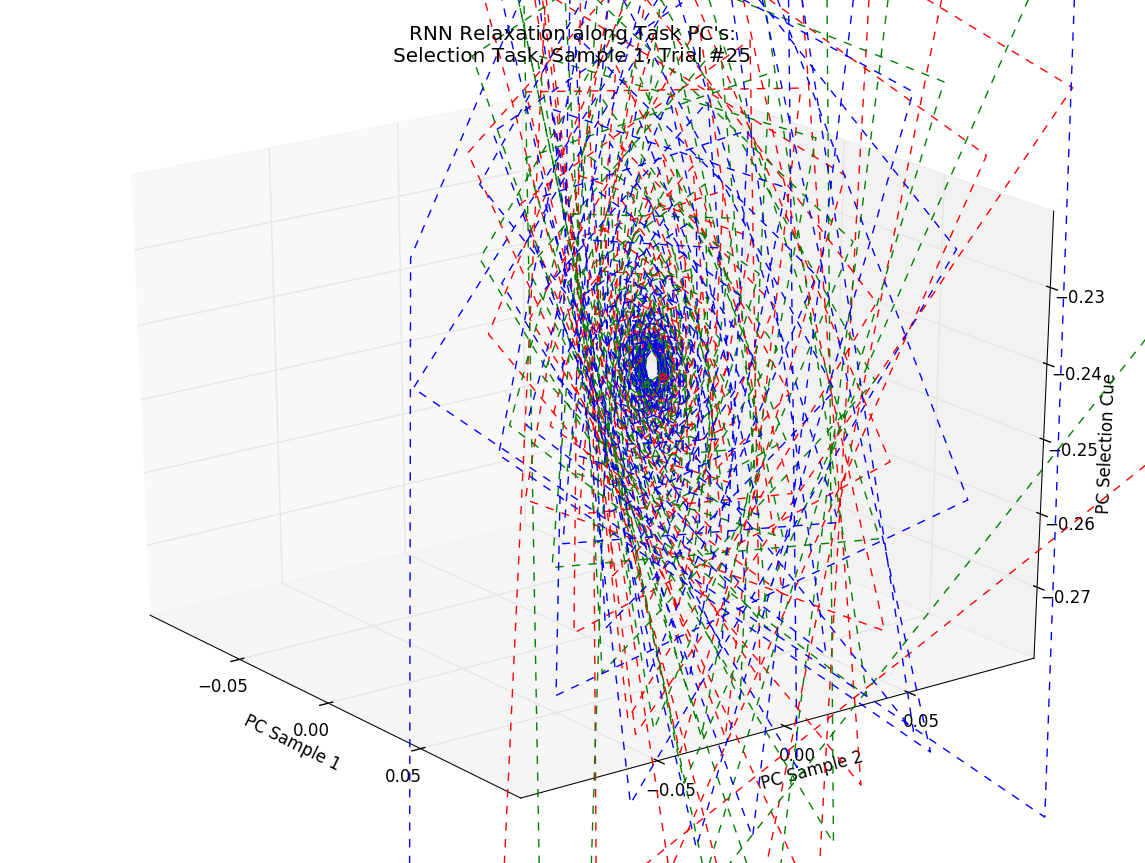 RNN Relaxation along Task PC's:
Selection Task, Sample 1, Trial #25
−0.23
−0.24
−0.25
−0.26
−0.27
PC Selection Cue
−0.05
0.00
0.05
PC Sample 1
0.05
0.00
−0.05
PC Sample 2